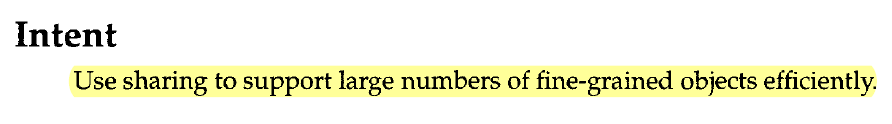 Intent
Use sharing to support large numbers of fine-grained objects efficiently.